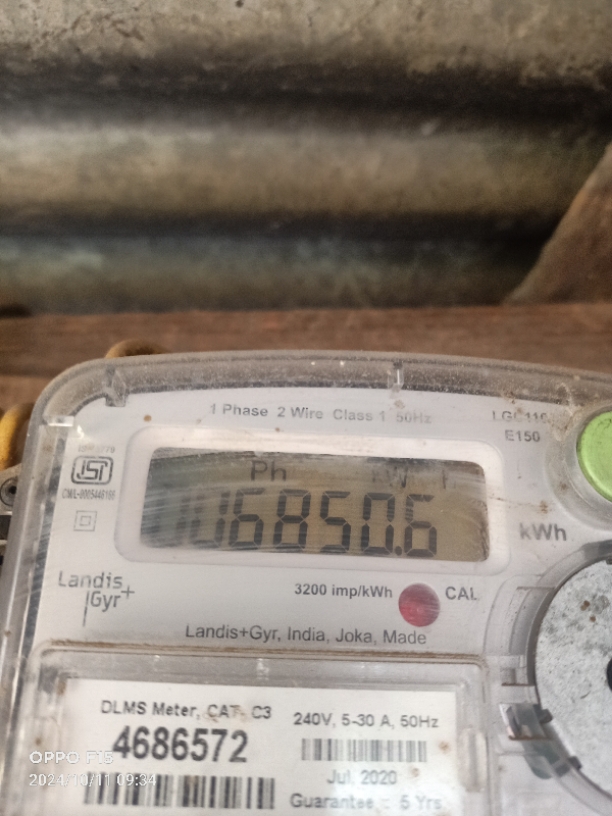 1 Phase 2 Wire Class 1 50Hz
E150
ISI
Ph kW
6850.6
kWh
Landis
Gyr+
3200 imp/kWh
CAL
Landis+Gyr, India, Joka, Made
DLMS Meter, CAT- C3
4686572
240V, 5-30 A, 50Hz
Jul, 2020
Guarantee : 5 Yrs
OPPO F15
2024/10/11 09:34